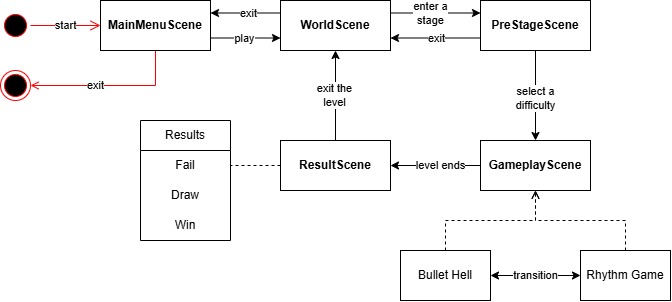 start
MainMenuScene
exit
play
WorldScene
enter a
stage
exit
PreStageScene
exit
exit the
level
select a
difficulty
Results
Fail
Draw
Win
ResultScene
level ends
GameplayScene
Bullet Hell
transition
Rhythm Game